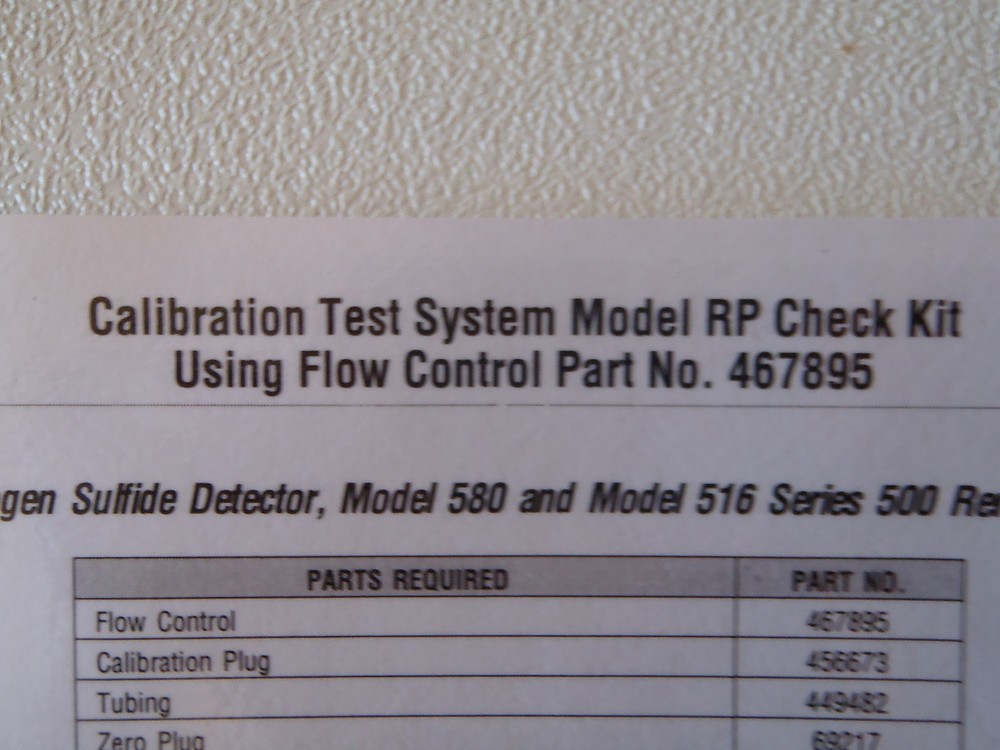 Calibration Test System Model RP Check Kit
Using Flow Control Part No. 467895
gen Sulfide Detector, Model 580 and Model 516 Series 500 Re
PARTS REQUIRED PART NO.
Flow Control 467895
Calibration Plug 456673
Tubing 449482
Zero Plug 69217